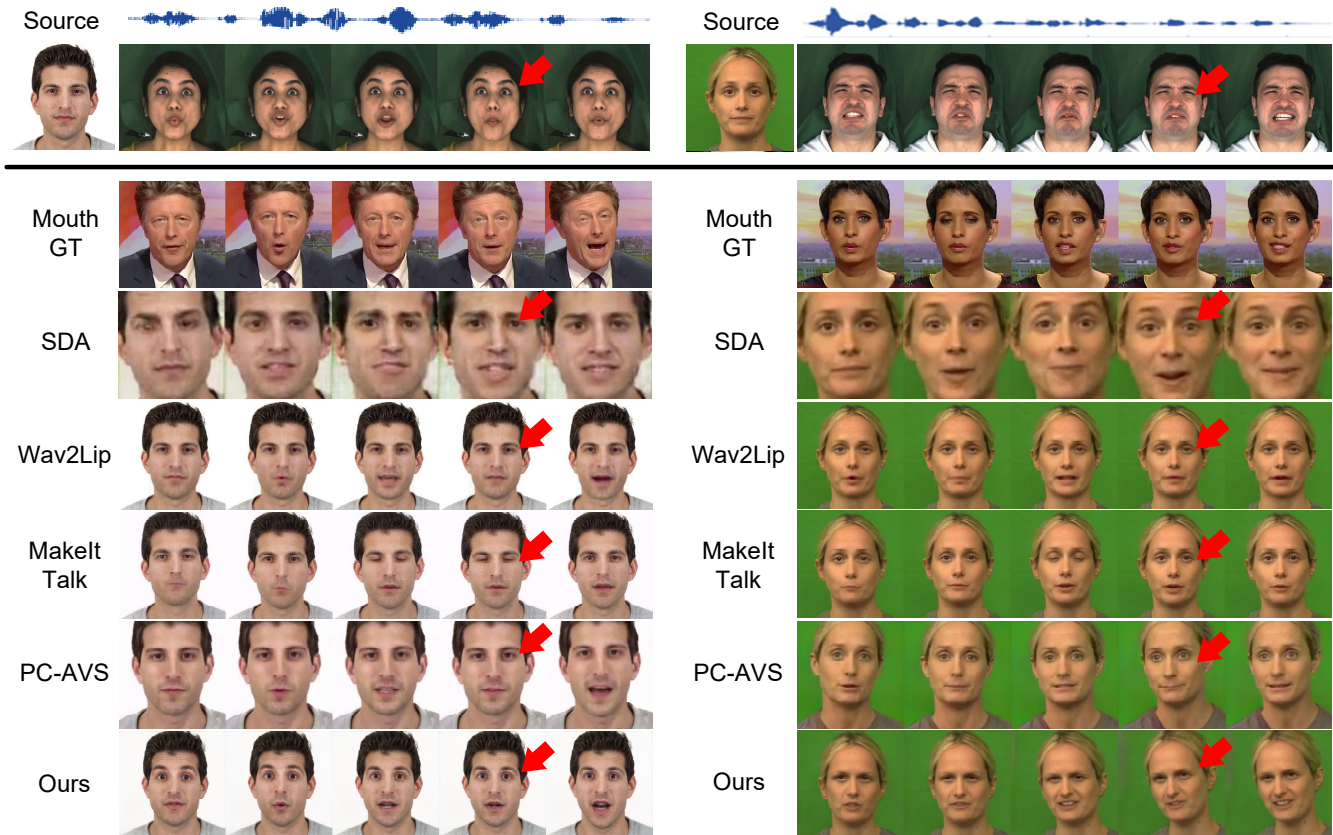 Source
Source
Mouth
GT
Mouth
GT
SDA
SDA
Wav2Lip
Wav2Lip
MakeIt
Talk
MakeIt
Talk
PC-AVS
PC-AVS
Ours
Ours